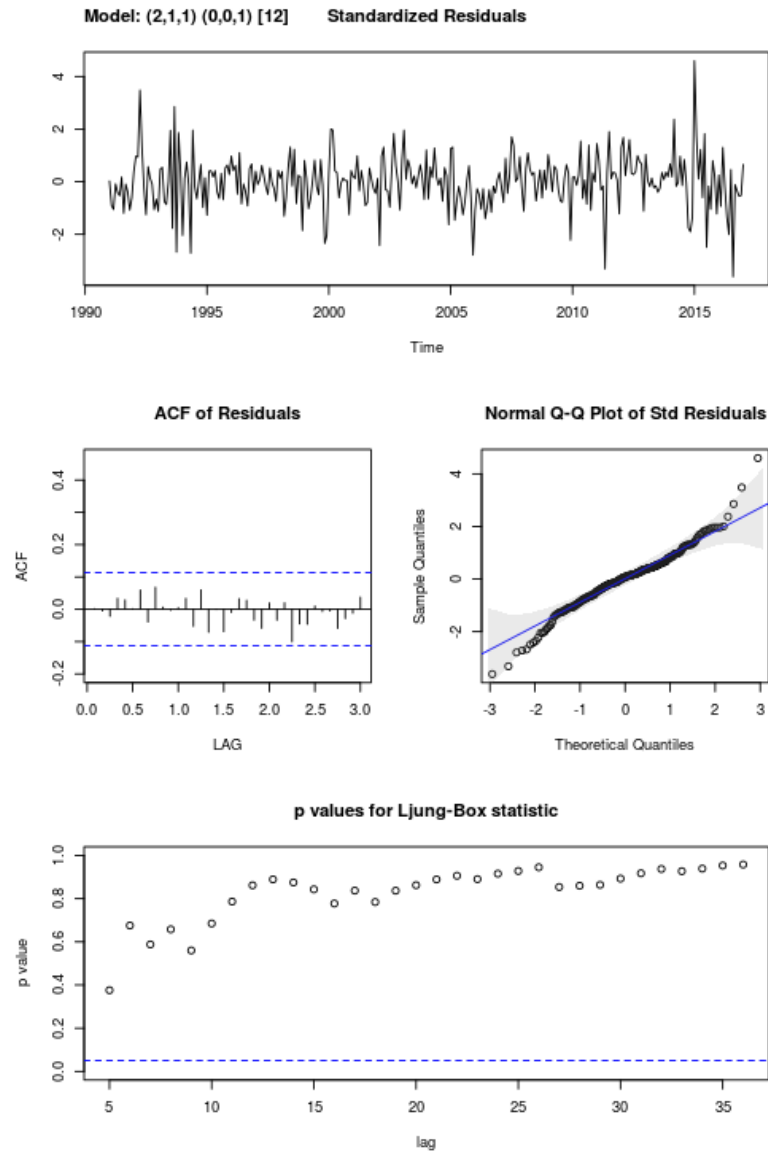 Model: (2,1,1) (0,0,1) [12] Standardized Residuals
4
2
0
-2
1990 1995 2000 2005 2010 2015
Time
ACF of Residuals
0.4
0.2
0.0
-0.2
ACF
0.0 0.5 1.0 1.5 2.0 2.5 3.0
LAG
Normal Q-Q Plot of Std Residuals
4
2
0
-2
Sample Quantiles
-3 -2 -1 0 1 2 3
Theoretical Quantiles
p values for Ljung-Box statistic
1.0
0.8
0.6
0.4
0.2
0.0
p value
5 10 15 20 25 30 35
lag